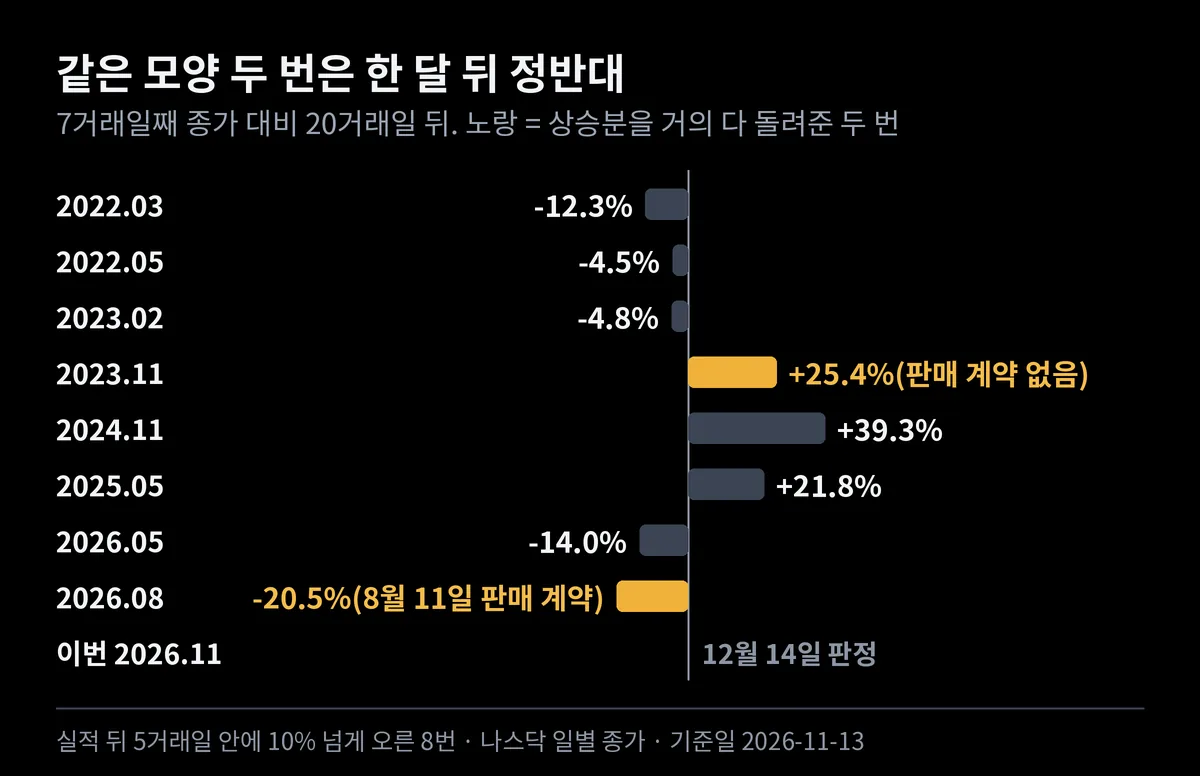 같은 모양 두 번은 한 달 뒤 정반대
7거래일째 종가 대비 20거래일 뒤. 노랑 = 상승분을 거의 다 돌려준 두 번
2022.03 -12.3%
2022.05 -4.5%
2023.02 -4.8%
2023.11 +25.4%(판매 계약 없음)
2024.11 +39.3%
2025.05 +21.8%
2026.05 -14.0%
2026.08 -20.5%(8월 11일 판매 계약)
이번 2026.11 12월 14일 판정
실적 뒤 5거래일 안에 10% 넘게 오른 8번 · 나스닥 일별 종가 · 기준일 2026-11-13